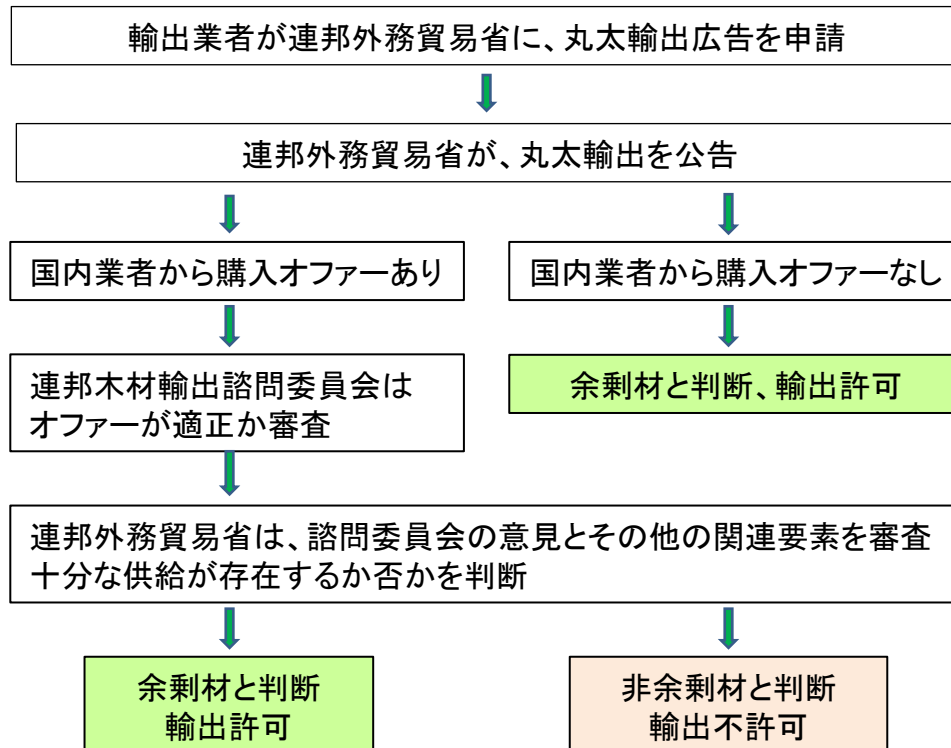 輸出業者が連邦外務貿易省に、丸太輸出広告を申請
連邦外務貿易省が、丸太輸出を公告
国内業者から購入オファーあり
国内業者から購入オファーなし
連邦木材輸出諮問委員会は
オファーが適正か審査
余剰材と判断、輸出許可
連邦外務貿易省は、諮問委員会の意見とその他の関連要素を審査
十分な供給が存在するか否かを判断
余剰材と判断
輸出許可
非余剰材と判断
輸出不許可